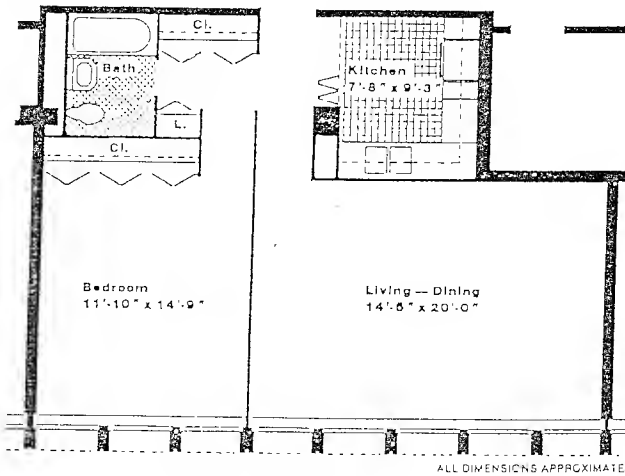 Cl.
Bath
Kitchen
7'-8" x 9'-3"
L.
Cl.
Bedroom
11'-10" x 14'-9"
Living — Dining
14'-6" x 20'-0"
ALL DIMENSIONS APPROXIMATE